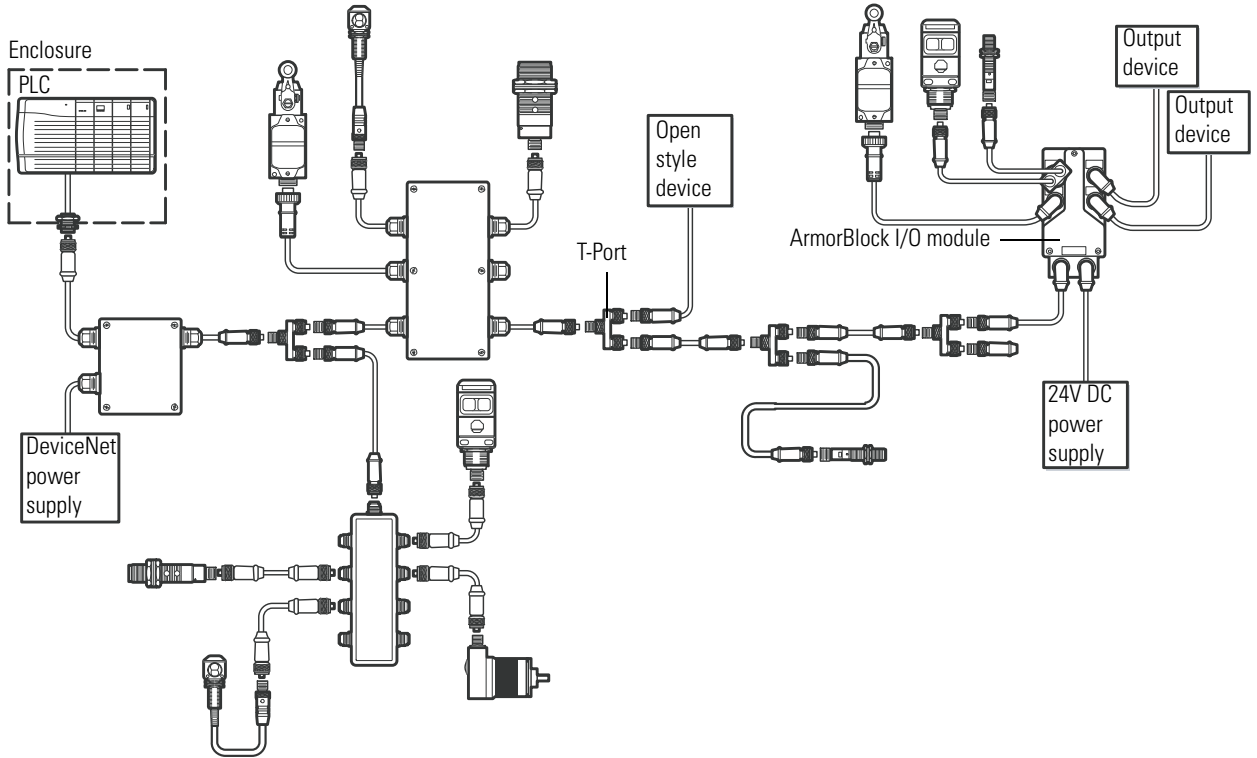 Enclosure
PLC
Output
device
Output
device
Open
style
device
ArmorBlock I/O module
T-Port
DeviceNet
power
supply
24V DC
power
supply